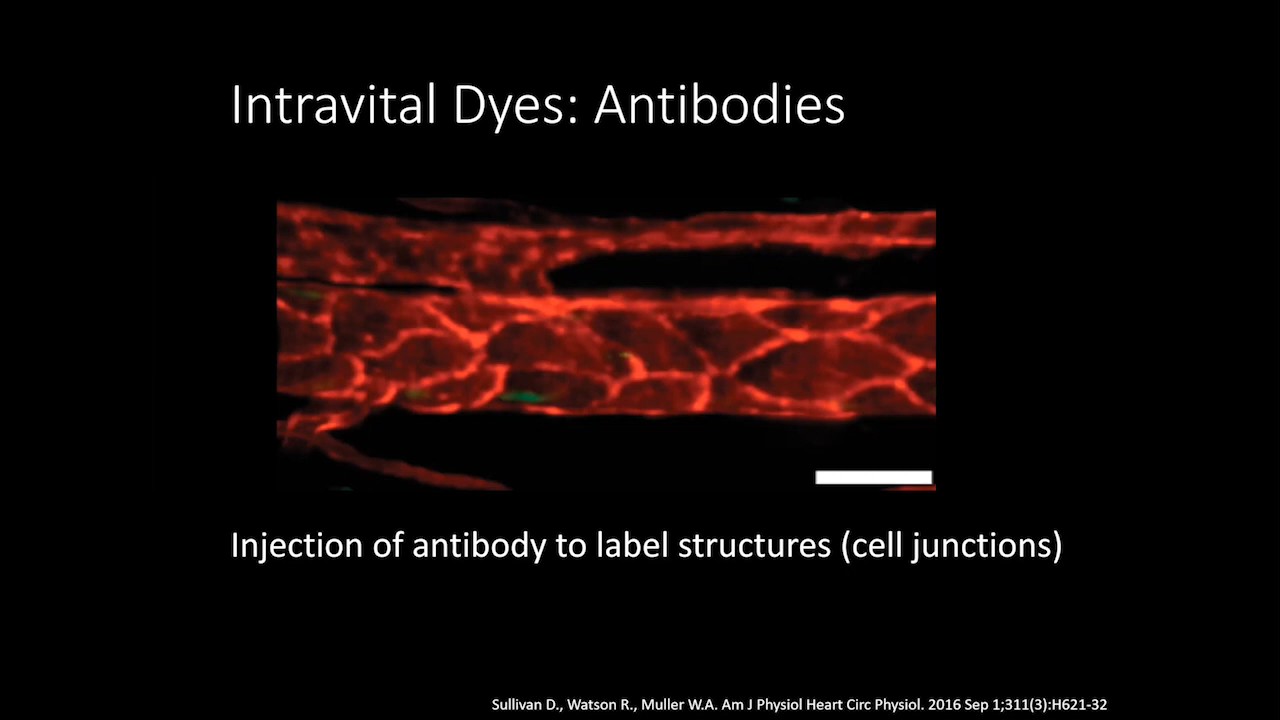 Intravital Dyes: Antibodies
Injection of antibody to label structures (cell junctions)
Sullivan D., Watson R., Muller W.A. Am J Physiol Heart Circ Physiol. 2016 Sep 1;311(3):H621-32